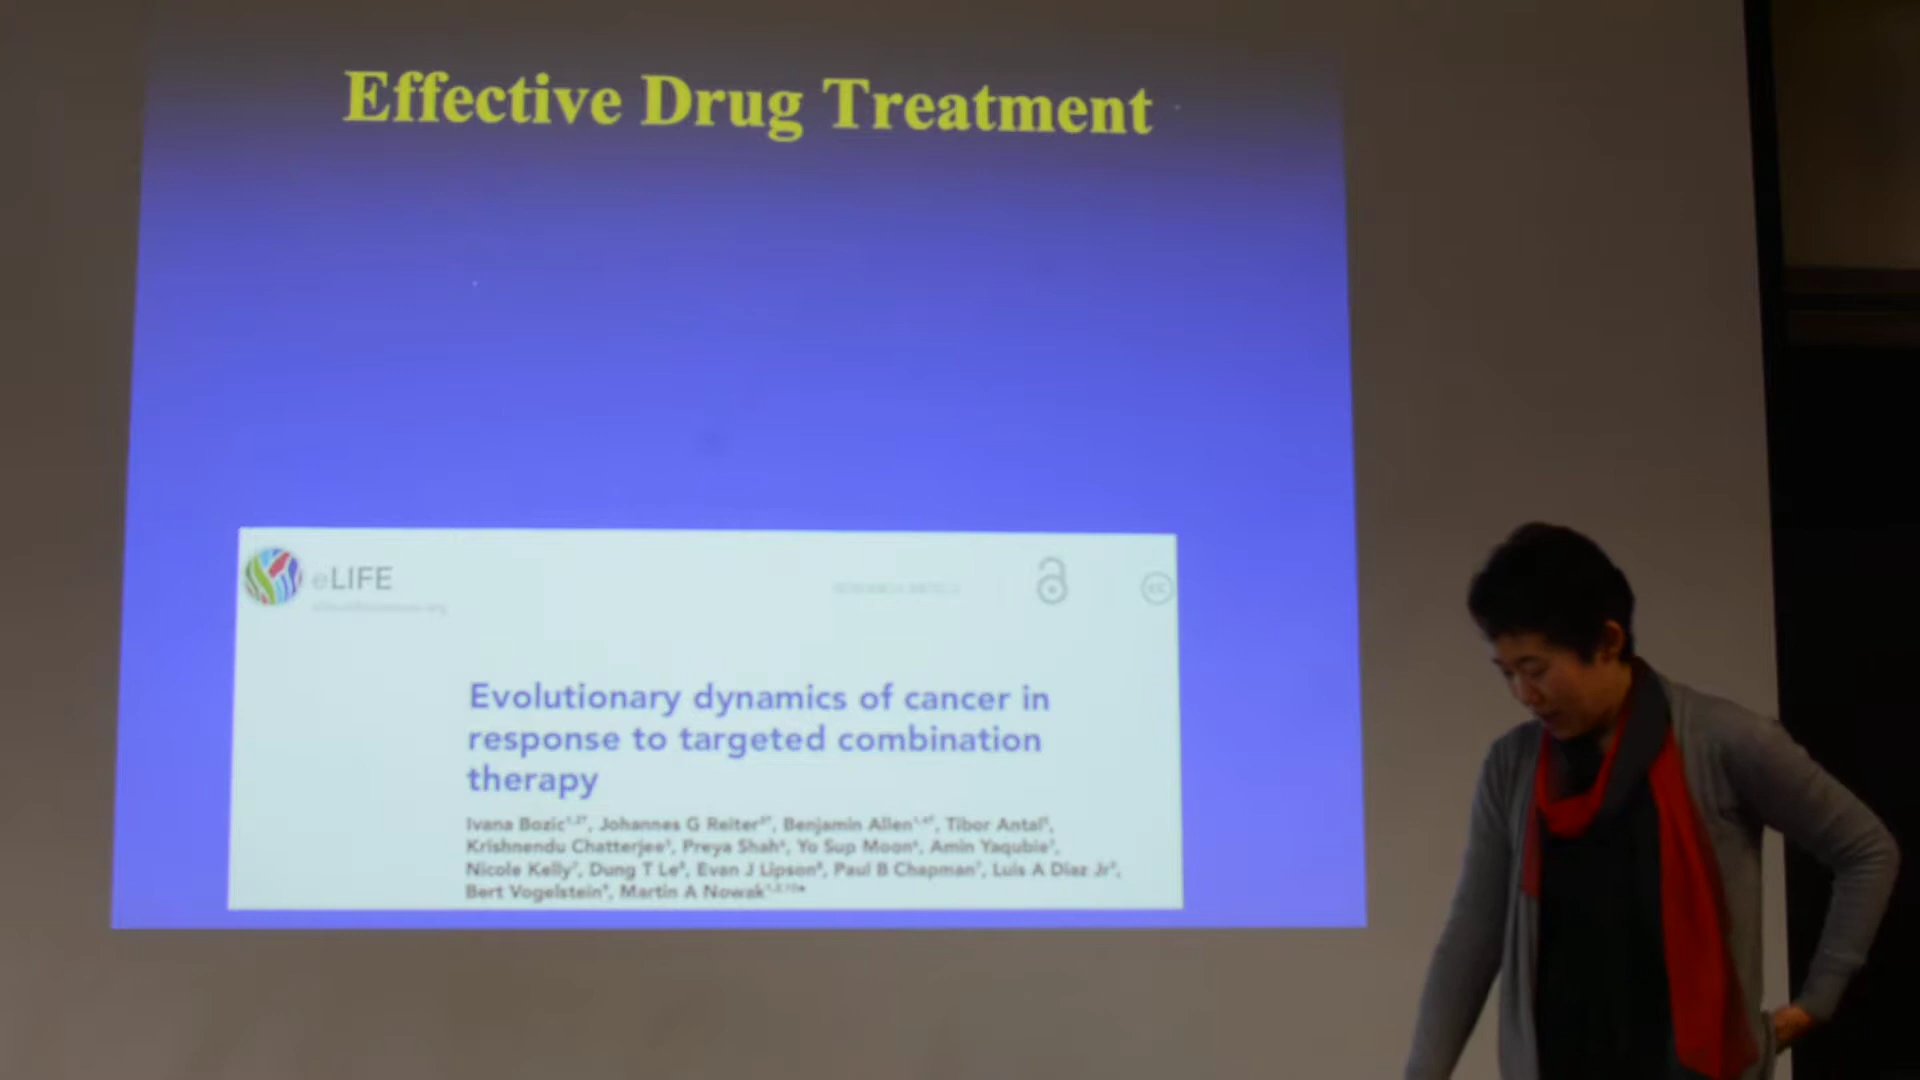 Effective Drug Treatment
eLIFE
Evolutionary dynamics of cancer in
response to targeted combination
therapy
Ivana Bozic, Johannes G Reiter, Benjamin Allen, Tibor Antal,
Krishnendu Chatterjee, Preya Shah, Yo Sup Moon, Amin Yaqubie,
Nicole Kelly, Dung T Le, Evan J Lipson, Paul B Chapman, Luis A Diaz Jr,
Bert Vogelstein, Martin A Nowak